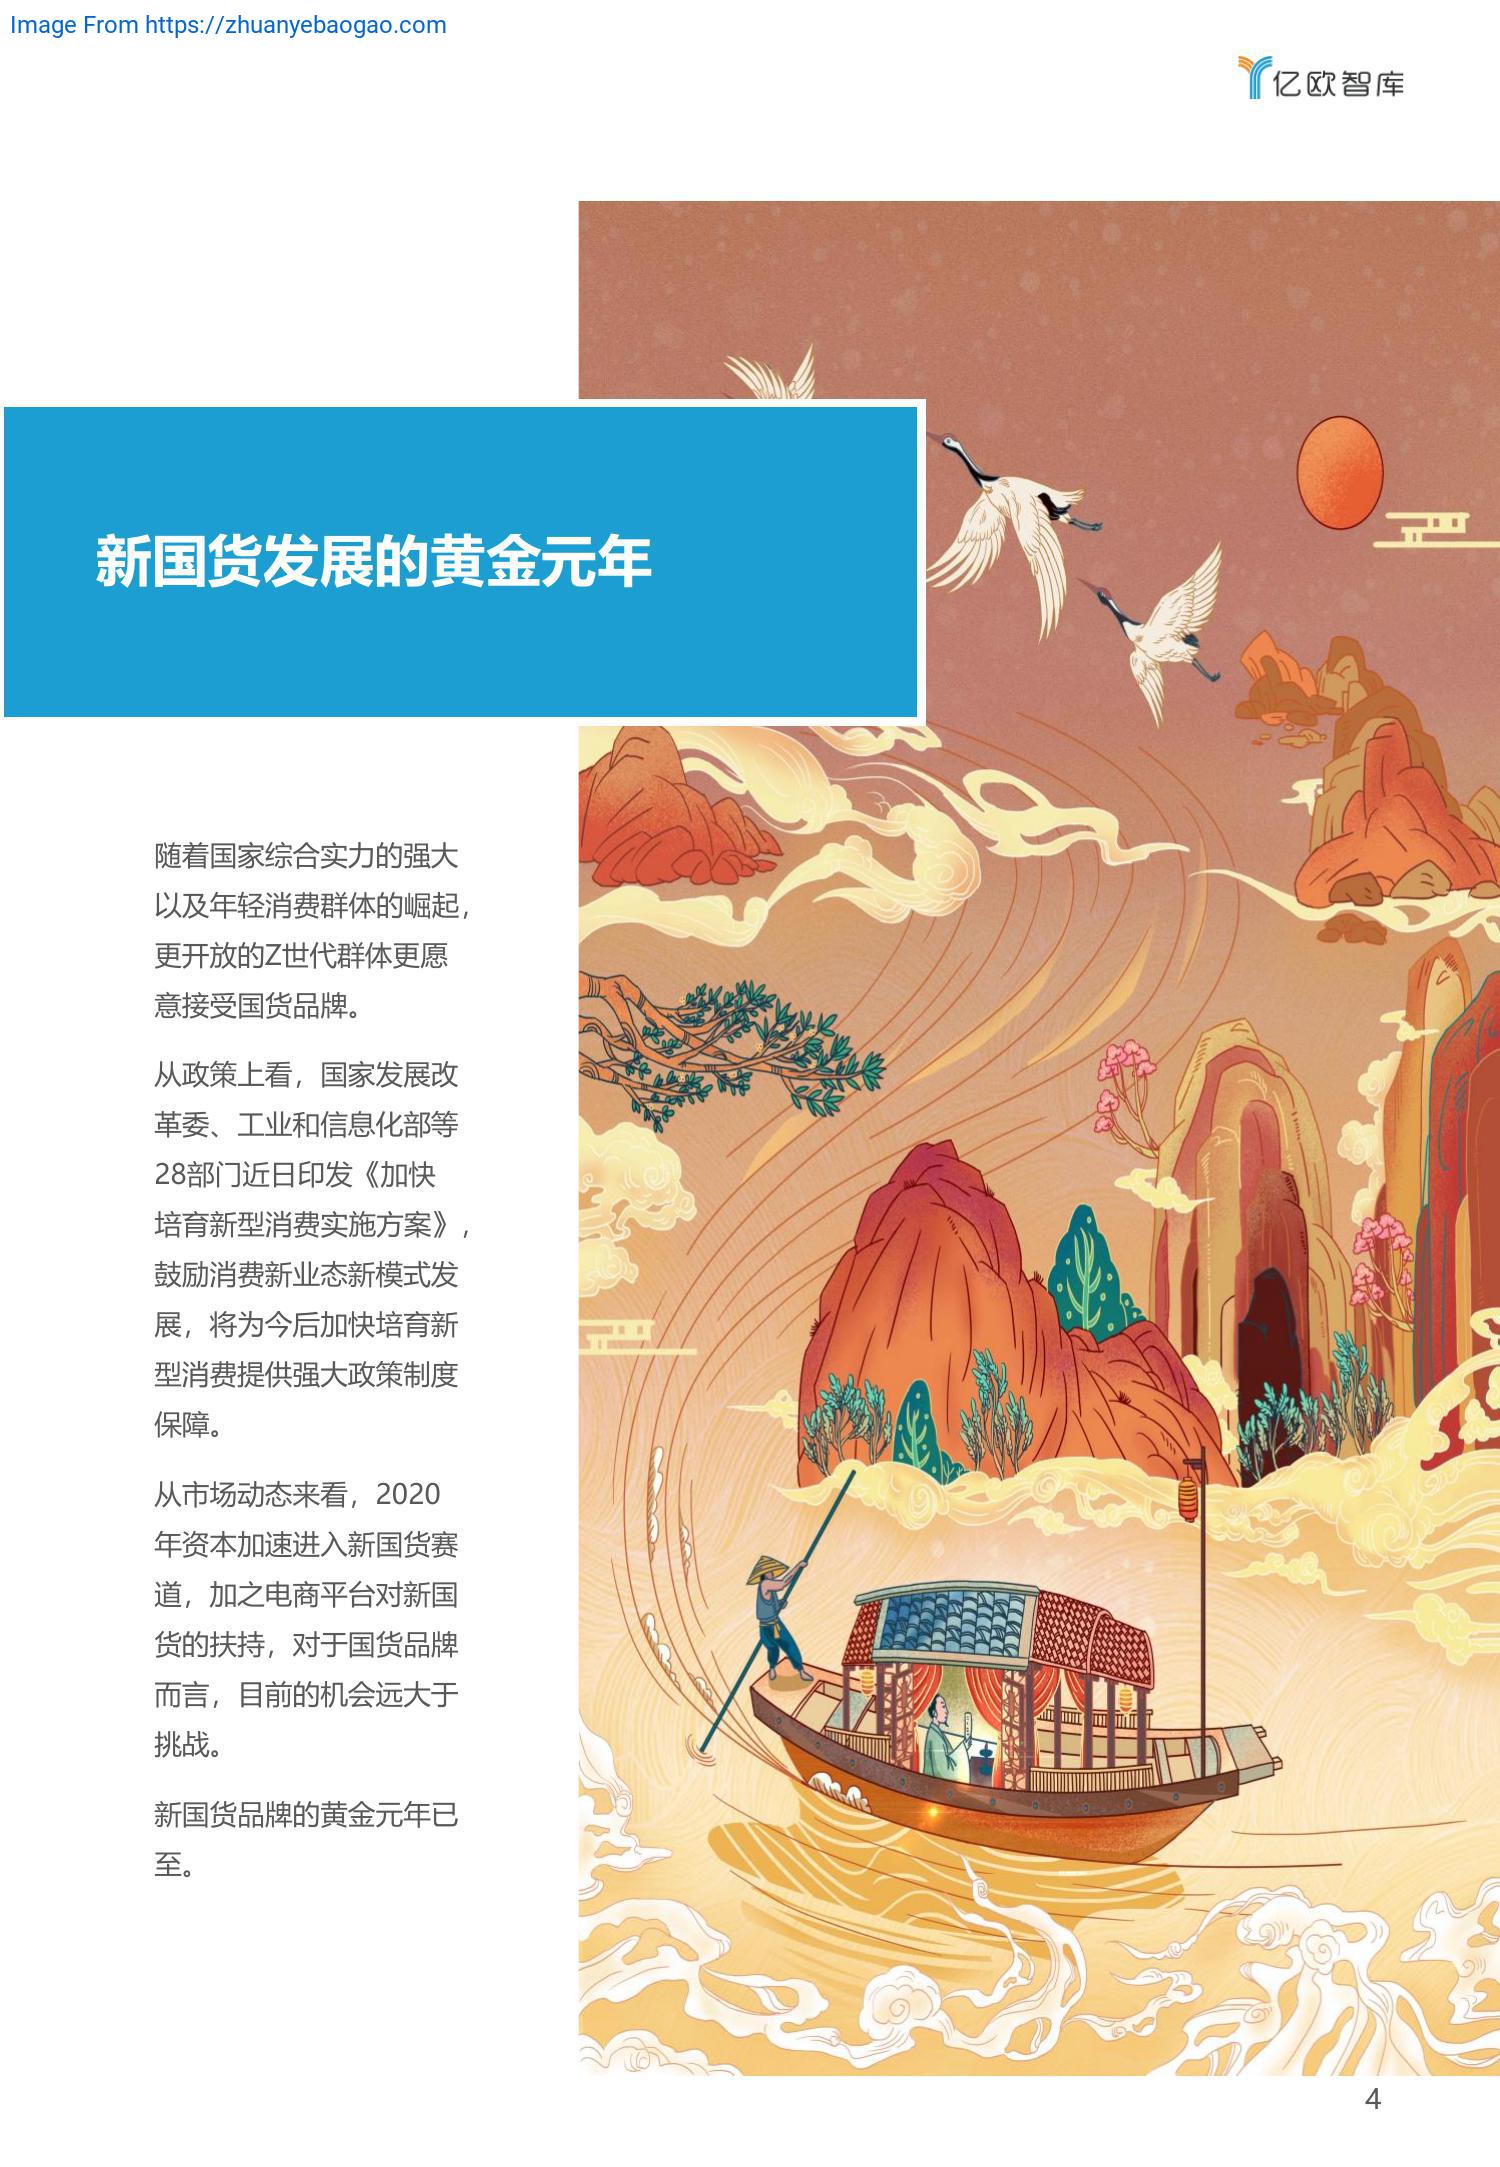 Image From https://zhuanyebaogao.com
亿欧智库
新国货发展的黄金元年
随着国家综合实力的强大
以及年轻消费群体的崛起，
更开放的Z世代群体更愿
意接受国货品牌。
从政策上看，国家发展改
革委、工业和信息化部等
28部门近日印发《加快
培育新型消费实施方案》，
鼓励消费新业态新模式发
展，将为今后加快培育新
型消费提供强大政策制度
保障。
从市场动态来看，2020
年资本加速进入新国货赛
道，加之电商平台对新国
货的扶持，对于国货品牌
而言，目前的机会远大于
挑战。
新国货品牌的黄金元年已
至。
4